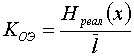 K_ОЭ = H_реал(x) / l̄